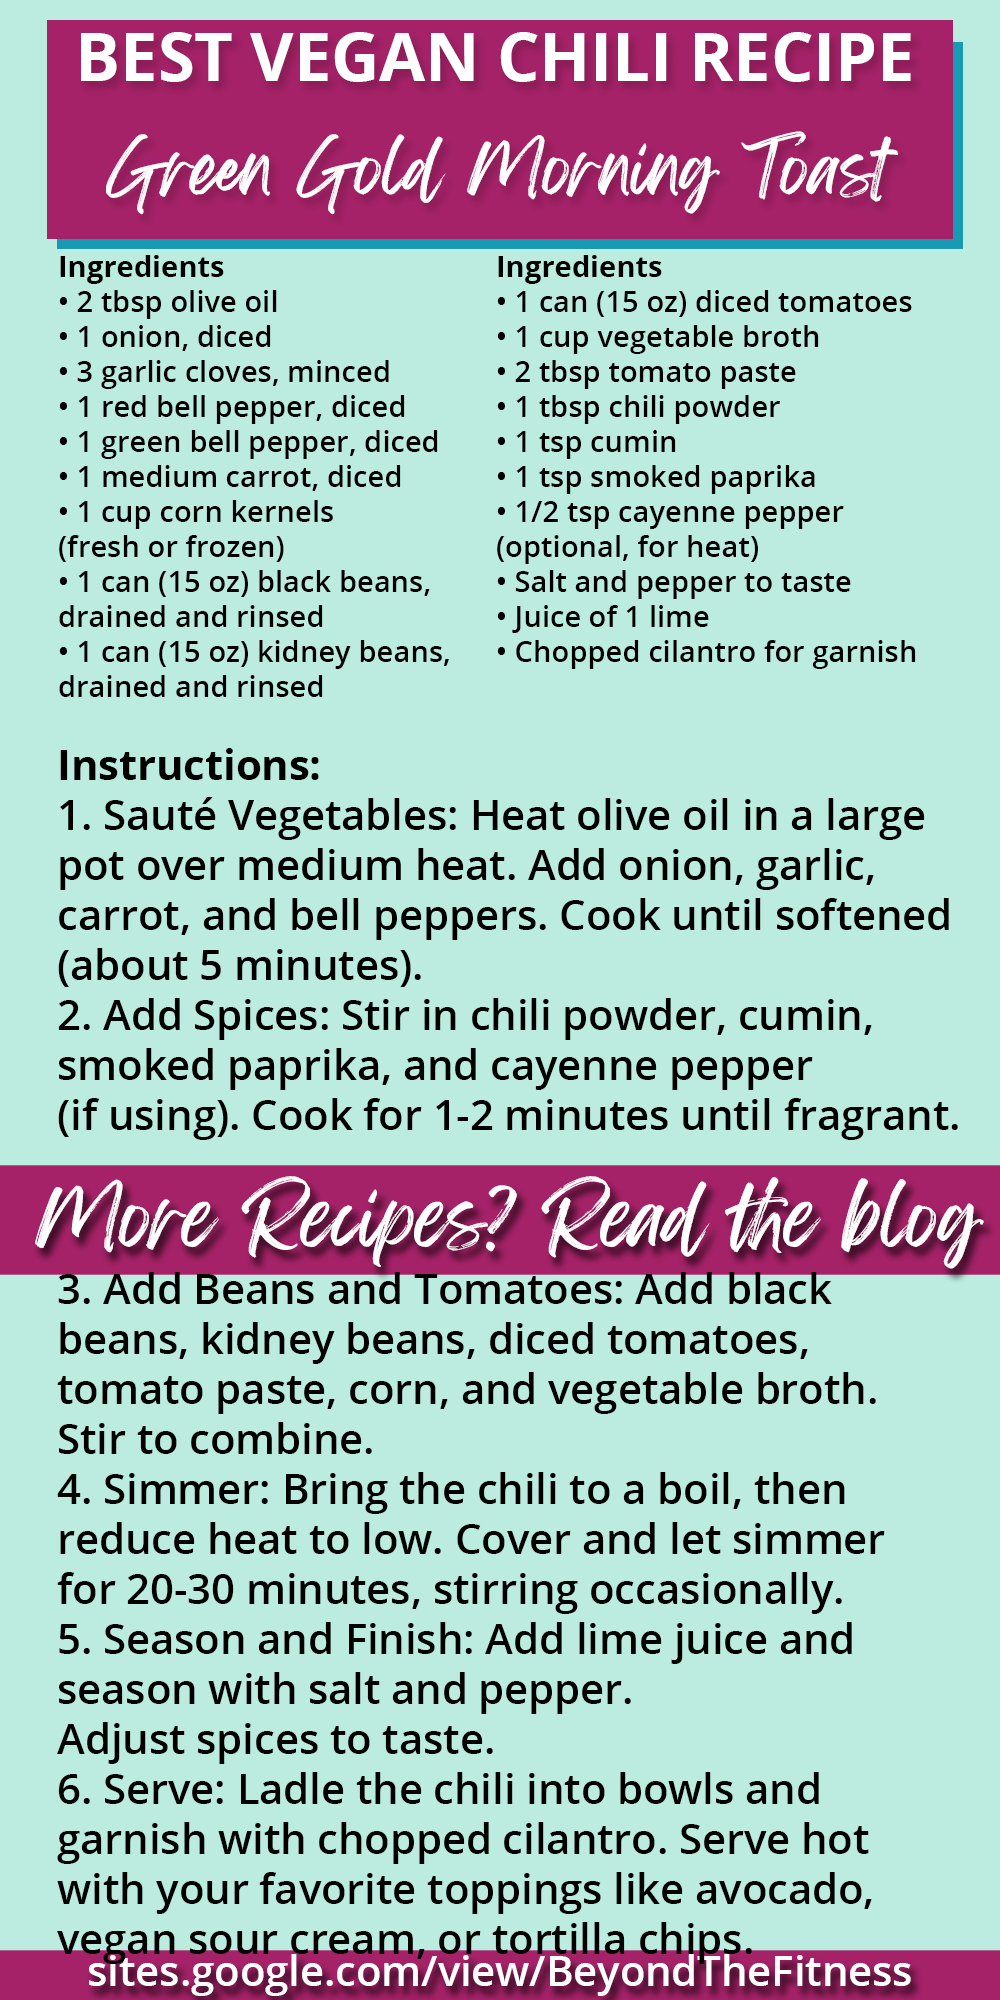 BEST VEGAN CHILI RECIPE
Green Gold Morning Toast
Ingredients
• 2 tbsp olive oil
• 1 onion, diced
• 3 garlic cloves, minced
• 1 red bell pepper, diced
• 1 green bell pepper, diced
• 1 medium carrot, diced
• 1 cup corn kernels
(fresh or frozen)
• 1 can (15 oz) black beans,
drained and rinsed
• 1 can (15 oz) kidney beans,
drained and rinsed
Ingredients
• 1 can (15 oz) diced tomatoes
• 1 cup vegetable broth
• 2 tbsp tomato paste
• 1 tbsp chili powder
• 1 tsp cumin
• 1 tsp smoked paprika
• 1/2 tsp cayenne pepper
(optional, for heat)
• Salt and pepper to taste
• Juice of 1 lime
• Chopped cilantro for garnish
Instructions:
1. Sauté Vegetables: Heat olive oil in a large
pot over medium heat. Add onion, garlic,
carrot, and bell peppers. Cook until softened
(about 5 minutes).
2. Add Spices: Stir in chili powder, cumin,
smoked paprika, and cayenne pepper
(if using). Cook for 1-2 minutes until fragrant.
More Recipes? Read the blog
3. Add Beans and Tomatoes: Add black
beans, kidney beans, diced tomatoes,
tomato paste, corn, and vegetable broth.
Stir to combine.
4. Simmer: Bring the chili to a boil, then
reduce heat to low. Cover and let simmer
for 20-30 minutes, stirring occasionally.
5. Season and Finish: Add lime juice and
season with salt and pepper.
Adjust spices to taste.
6. Serve: Ladle the chili into bowls and
garnish with chopped cilantro. Serve hot
with your favorite toppings like avocado,
vegan sour cream, or tortilla chips.
sites.google.com/view/BeyondTheFitness